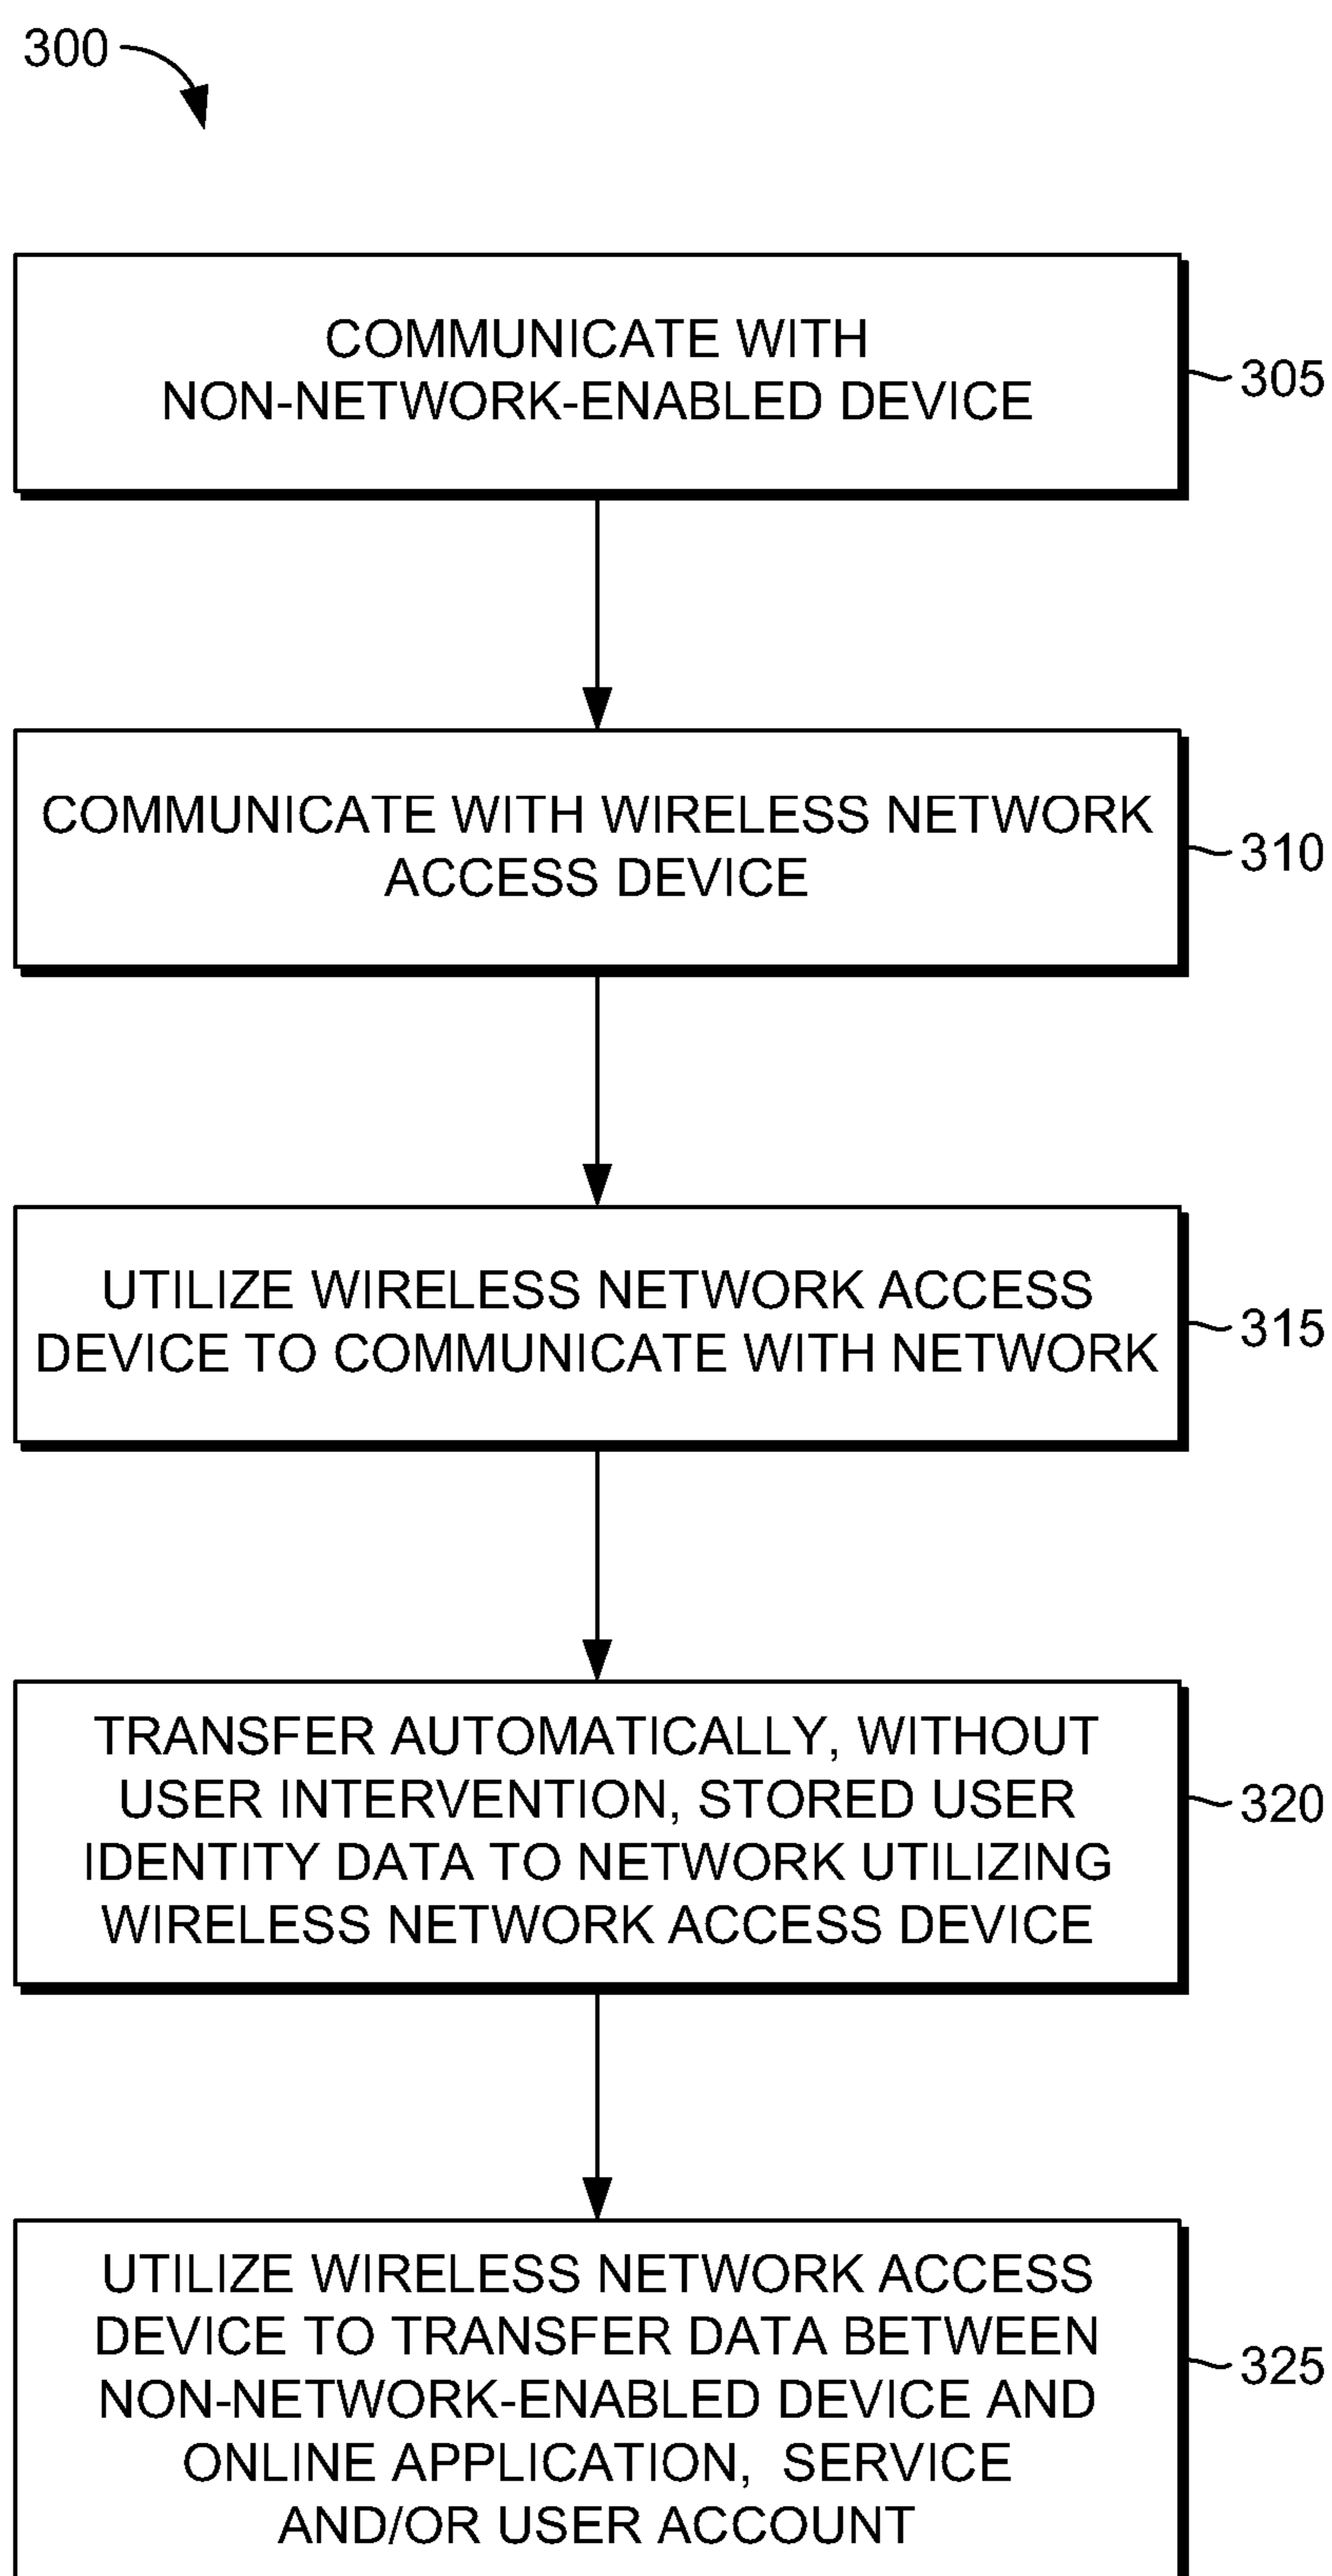 300
COMMUNICATE WITH
NON-NETWORK-ENABLED DEVICE
305
COMMUNICATE WITH WIRELESS NETWORK
ACCESS DEVICE
310
UTILIZE WIRELESS NETWORK ACCESS
DEVICE TO COMMUNICATE WITH NETWORK
315
TRANSFER AUTOMATICALLY, WITHOUT
USER INTERVENTION, STORED USER
IDENTITY DATA TO NETWORK UTILIZING
WIRELESS NETWORK ACCESS DEVICE
320
UTILIZE WIRELESS NETWORK ACCESS
DEVICE TO TRANSFER DATA BETWEEN
NON-NETWORK-ENABLED DEVICE AND
ONLINE APPLICATION, SERVICE
AND/OR USER ACCOUNT
325